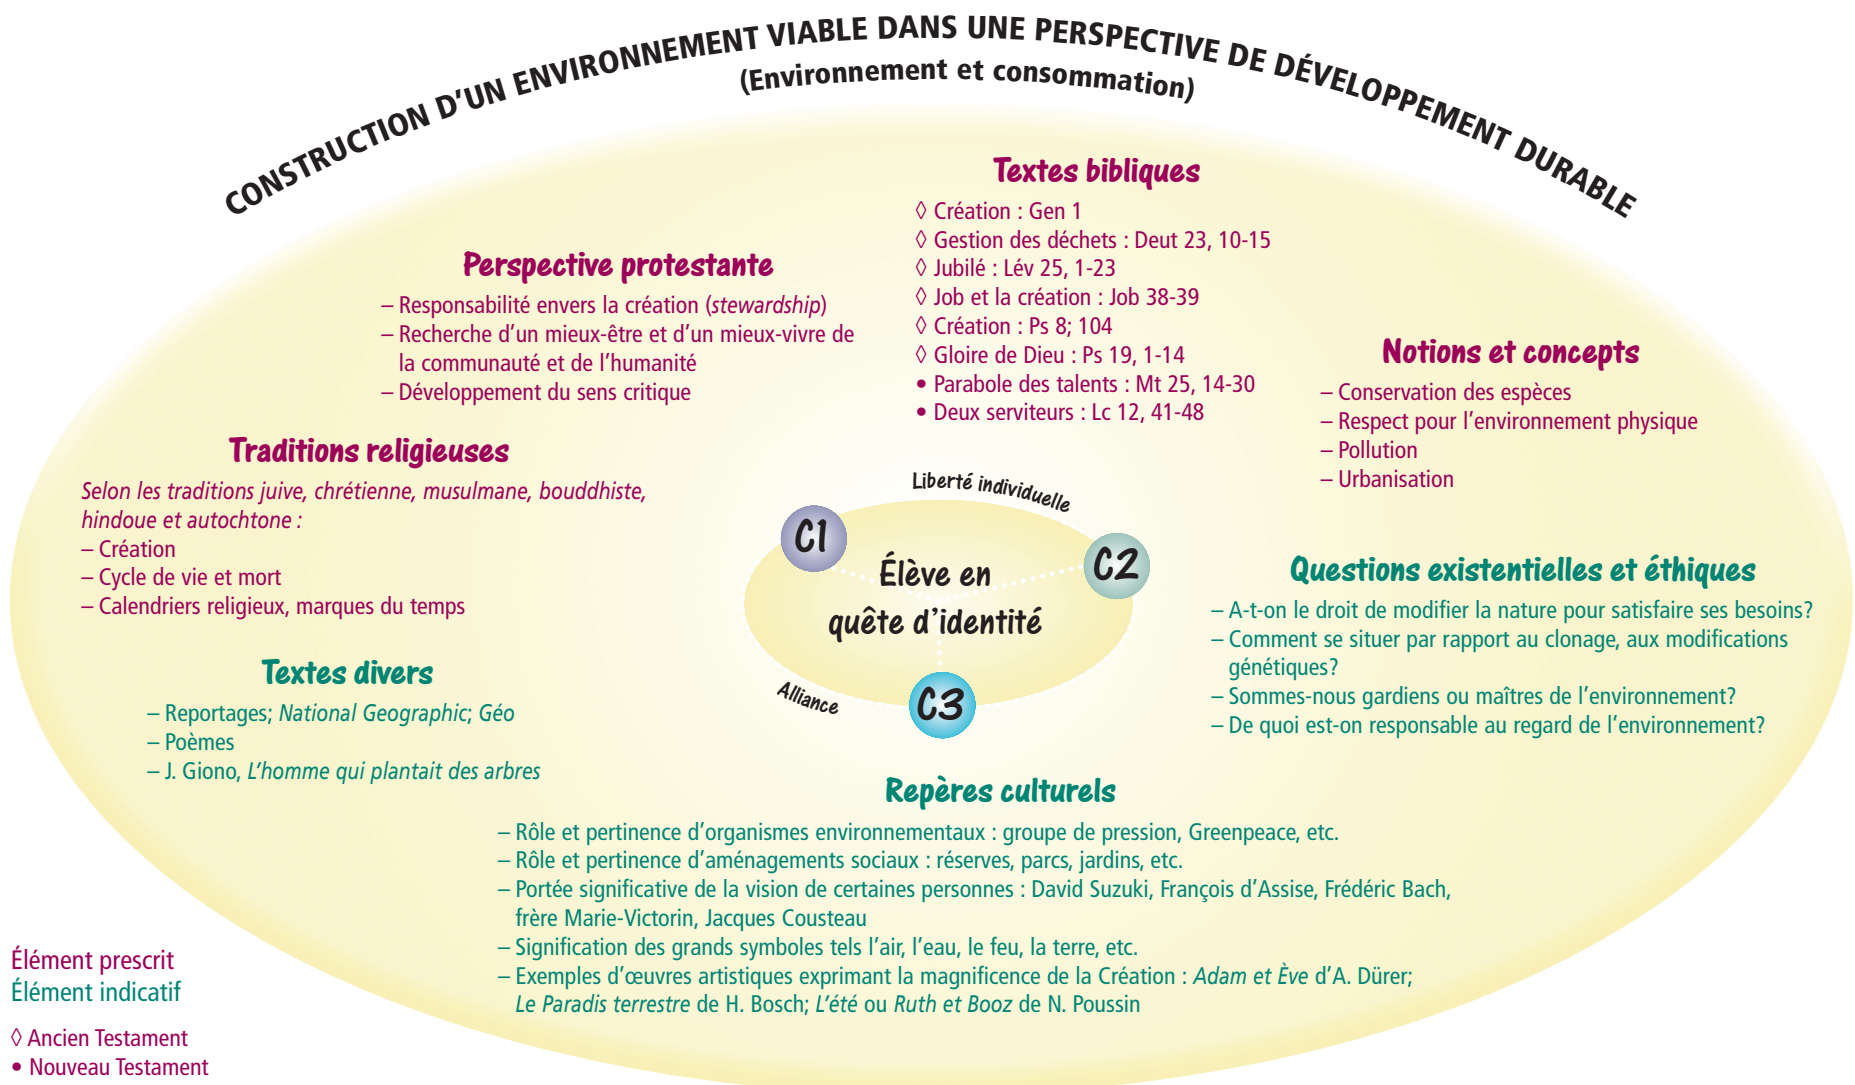 CONSTRUCTION D'UN ENVIRONNEMENT VIABLE DANS UNE PERSPECTIVE DE DÉVELOPPEMENT DURABLE
(Environnement et consommation)
Textes bibliques
◊ Création : Gen 1
◊ Gestion des déchets : Deut 23, 10-15
◊ Jubilé : Lév 25, 1-23
◊ Job et la création : Job 38-39
◊ Création : Ps 8; 104
◊ Gloire de Dieu : Ps 19, 1-14
• Parabole des talents : Mt 25, 14-30
• Deux serviteurs : Lc 12, 41-48
Perspective protestante
– Responsabilité envers la création (stewardship)
– Recherche d'un mieux-être et d'un mieux-vivre de
la communauté et de l'humanité
– Développement du sens critique
Notions et concepts
– Conservation des espèces
– Respect pour l'environnement physique
– Pollution
– Urbanisation
Traditions religieuses
Selon les traditions juive, chrétienne, musulmane, bouddhiste,
hindoue et autochtone :
– Création
– Cycle de vie et mort
– Calendriers religieux, marques du temps
Liberté individuelle
C1
C2
Élève en
quête d'identité
Alliance
C3
Questions existentielles et éthiques
– A-t-on le droit de modifier la nature pour satisfaire ses besoins?
– Comment se situer par rapport au clonage, aux modifications
génétiques?
– Sommes-nous gardiens ou maîtres de l'environnement?
– De quoi est-on responsable au regard de l'environnement?
Textes divers
– Reportages; National Geographic; Géo
– Poèmes
– J. Giono, L'homme qui plantait des arbres
Repères culturels
– Rôle et pertinence d'organismes environnementaux : groupe de pression, Greenpeace, etc.
– Rôle et pertinence d'aménagements sociaux : réserves, parcs, jardins, etc.
– Portée significative de la vision de certaines personnes : David Suzuki, François d'Assise, Frédéric Bach,
frère Marie-Victorin, Jacques Cousteau
– Signification des grands symboles tels l'air, l'eau, le feu, la terre, etc.
– Exemples d'œuvres artistiques exprimant la magnificence de la Création : Adam et Ève d'A. Dürer;
Le Paradis terrestre de H. Bosch; L'été ou Ruth et Booz de N. Poussin
Élément prescrit
Élément indicatif
◊ Ancien Testament
• Nouveau Testament